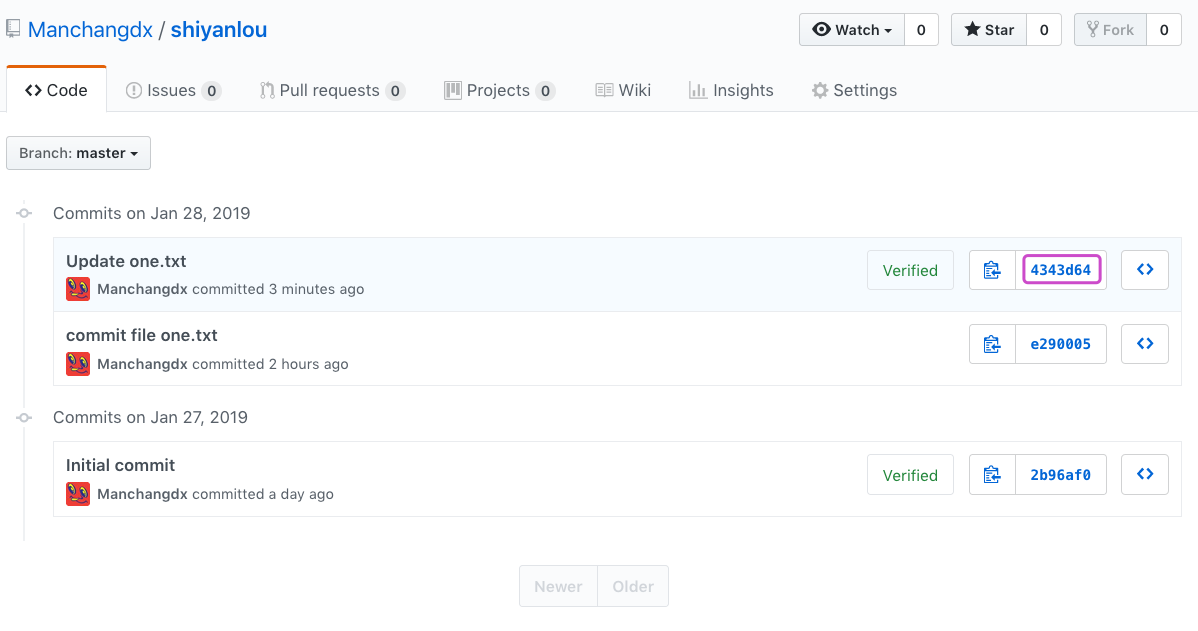 Manchangdx / shiyanlou
Watch 0 Star 0 Fork 0
Code Issues 0 Pull requests 0 Projects 0 Wiki Insights Settings
Branch: master
Commits on Jan 28, 2019
Update one.txt
Manchangdx committed 3 minutes ago
Verified 4343d64
commit file one.txt
Manchangdx committed 2 hours ago
e290005
Commits on Jan 27, 2019
Initial commit
Manchangdx committed a day ago
Verified 2b96af0
Newer Older